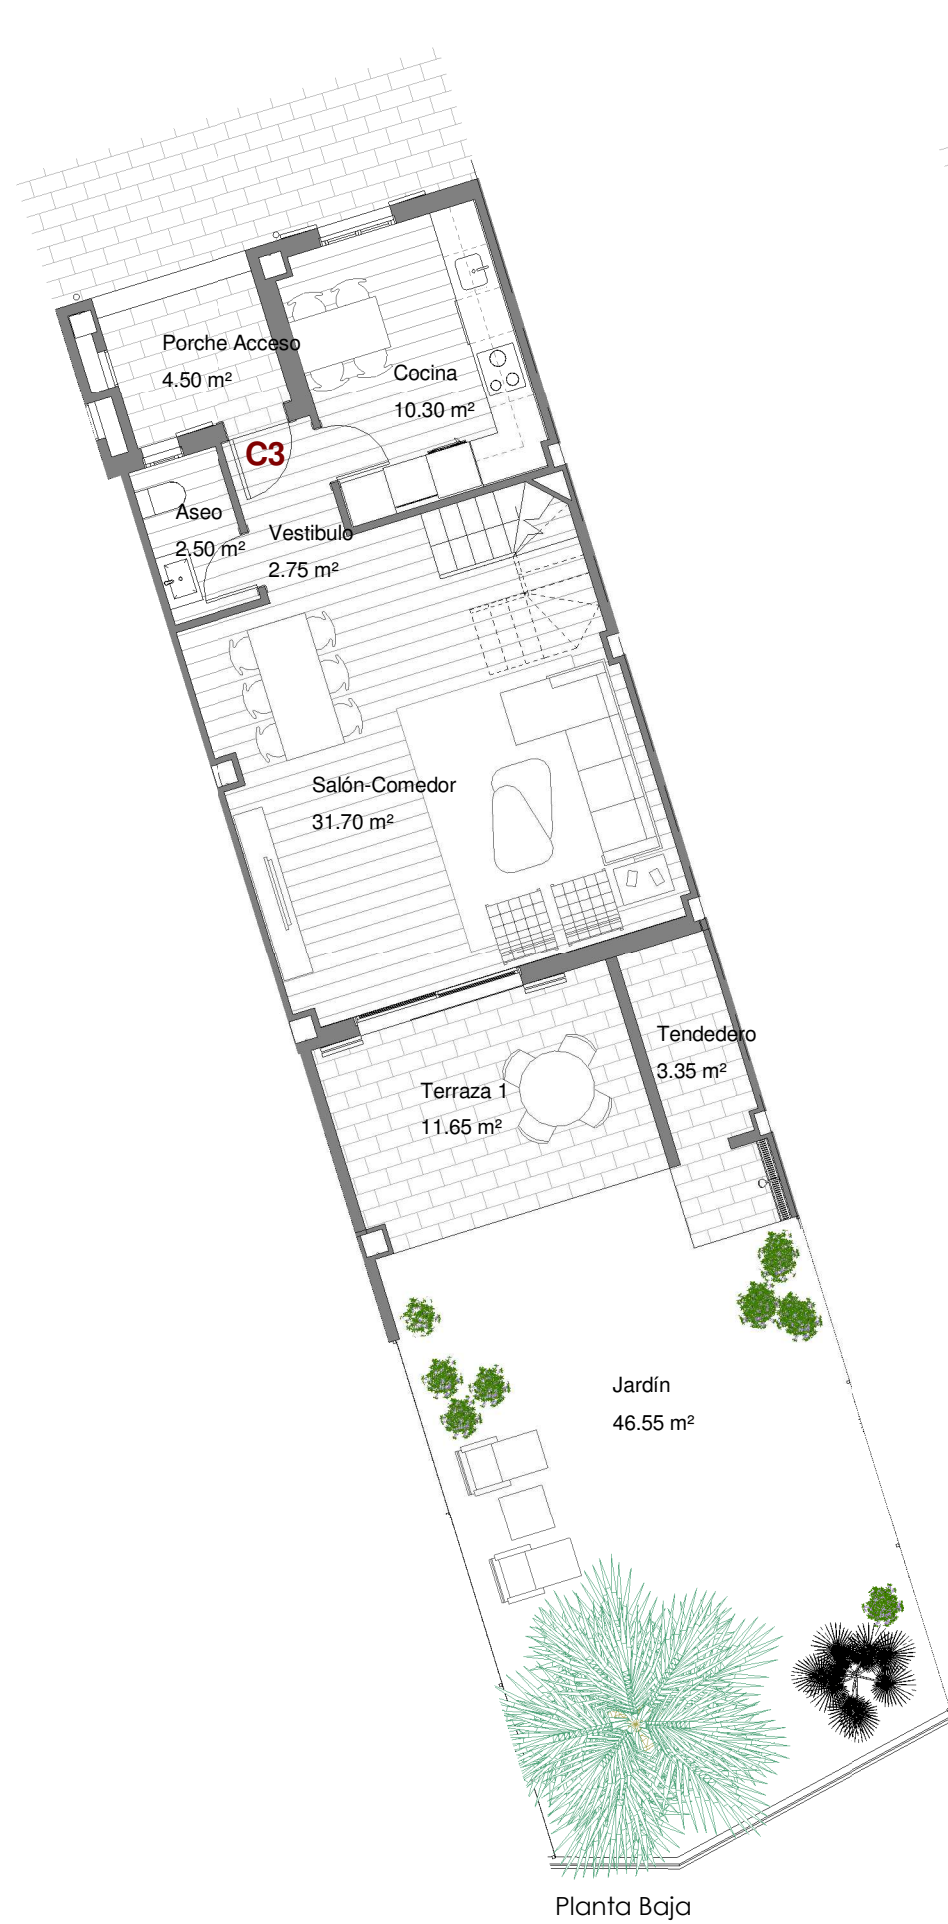 Porche Acceso
4.50 m²
Cocina
10.30 m²
C3
Aseo
2.50 m²
Vestibulo
2.75 m²
Salón-Comedor
31.70 m²
Tendedero
3.35 m²
Terraza 1
11.65 m²
Jardín
46.55 m²
Planta Baja